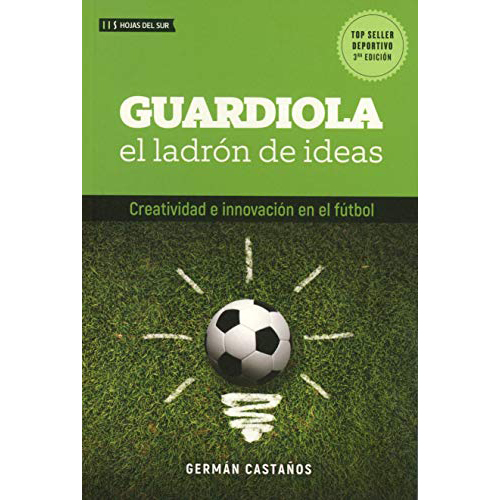 HOJAS DEL SUR
TOP SELLER
DEPORTIVO
3RA EDICIÓN
GUARDIOLA
el ladrón de ideas
Creatividad e innovación en el fútbol
GERMÁN CASTAÑOS